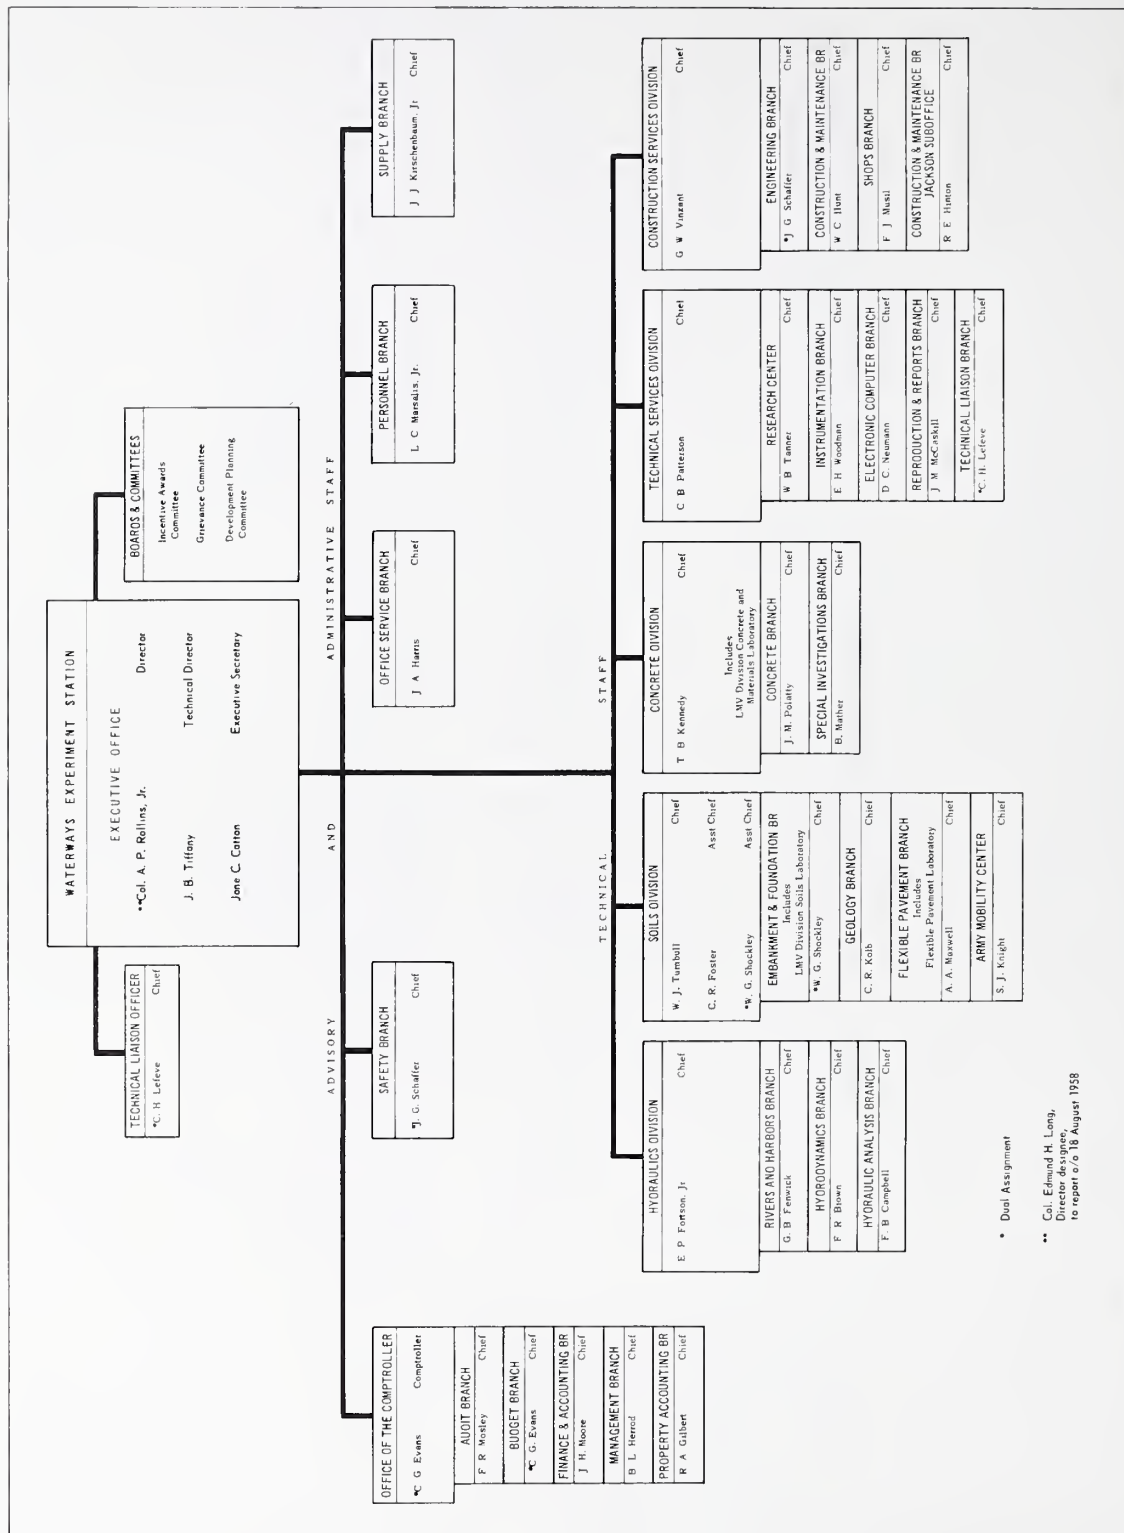 WATERWAYS EXPERIMENT STATION
EXECUTIVE OFFICE
**Col. A. P. Rollins, Jr. Director
J. B. Tiffany Technical Director
Jane C. Cotton Executive Secretary
TECHNICAL LIAISON OFFICER
*C. H Lefeve Chief
BOARDS & COMMITTEES
Incentive Awards
Committee
Grievance Committee
Development Planning
Committee
ADVISORY AND ADMINISTRATIVE STAFF
OFFICE OF THE COMPTROLLER
*C G Evans Comptroller
AUDIT BRANCH
F R Mosley Chief
BUDGET BRANCH
*C G. Evans Chief
FINANCE & ACCOUNTING BR
J H. Moore Chief
MANAGEMENT BRANCH
B L Herrod Chief
PROPERTY ACCOUNTING BR
R A Gilbert Chief
SAFETY BRANCH
*J. G. Schaffer Chief
OFFICE SERVICE BRANCH
J A Harris Chief
PERSONNEL BRANCH
L C Marsalis, Jr. Chief
SUPPLY BRANCH
J J Kirschenbaum, Jr Chief
TECHNICAL STAFF
HYDRAULICS DIVISION
E P Fortson, Jr Chief
RIVERS AND HARBORS BRANCH
G. B Fenwick Chief
HYDRODYNAMICS BRANCH
F R Brown Chief
HYDRAULIC ANALYSIS BRANCH
F. B Campbell Chief
SOILS DIVISION
W. J. Turnbull Chief
C. R. Foster Asst Chief
*W. G. Shockley Asst Chief
EMBANKMENT & FOUNDATION BR
Includes
LMV Division Soils Laboratory
*W. G. Shockley Chief
GEOLOGY BRANCH
C. R. Kolb Chief
FLEXIBLE PAVEMENT BRANCH
Includes
Flexible Pavement Laboratory
A. A. Maxwell Chief
ARMY MOBILITY CENTER
S. J. Knight Chief
CONCRETE DIVISION
T B Kennedy Chief
Includes
LMV Division Concrete and
Materials Laboratory
CONCRETE BRANCH
J. M. Polatty Chief
SPECIAL INVESTIGATIONS BRANCH
B. Mather Chief
TECHNICAL SERVICES DIVISION
C B Patterson Chief
RESEARCH CENTER
W B Tanner Chief
INSTRUMENTATION BRANCH
E H Woodman Chief
ELECTRONIC COMPUTER BRANCH
D C. Neumann Chief
REPRODUCTION & REPORTS BRANCH
J M McCaskill Chief
TECHNICAL LIAISON BRANCH
*C. H. Lefeve Chief
CONSTRUCTION SERVICES DIVISION
G W Vinzant Chief
ENGINEERING BRANCH
*J G Schaffer Chief
CONSTRUCTION & MAINTENANCE BR
W C Hunt Chief
SHOPS BRANCH
F J Musil Chief
CONSTRUCTION & MAINTENANCE BR
JACKSON SUBOFFICE
R E Hinton Chief
* Dual Assignment
** Col. Edmund H. Long,
Director designee,
to report o/o 18 August 1958